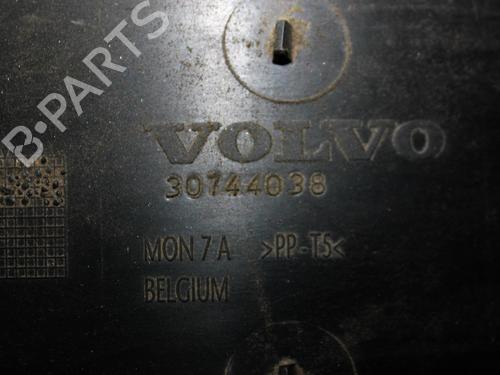 B-PARTS
VOLVO
30744038
MON 7 A >PP-T5<
BELGIUM